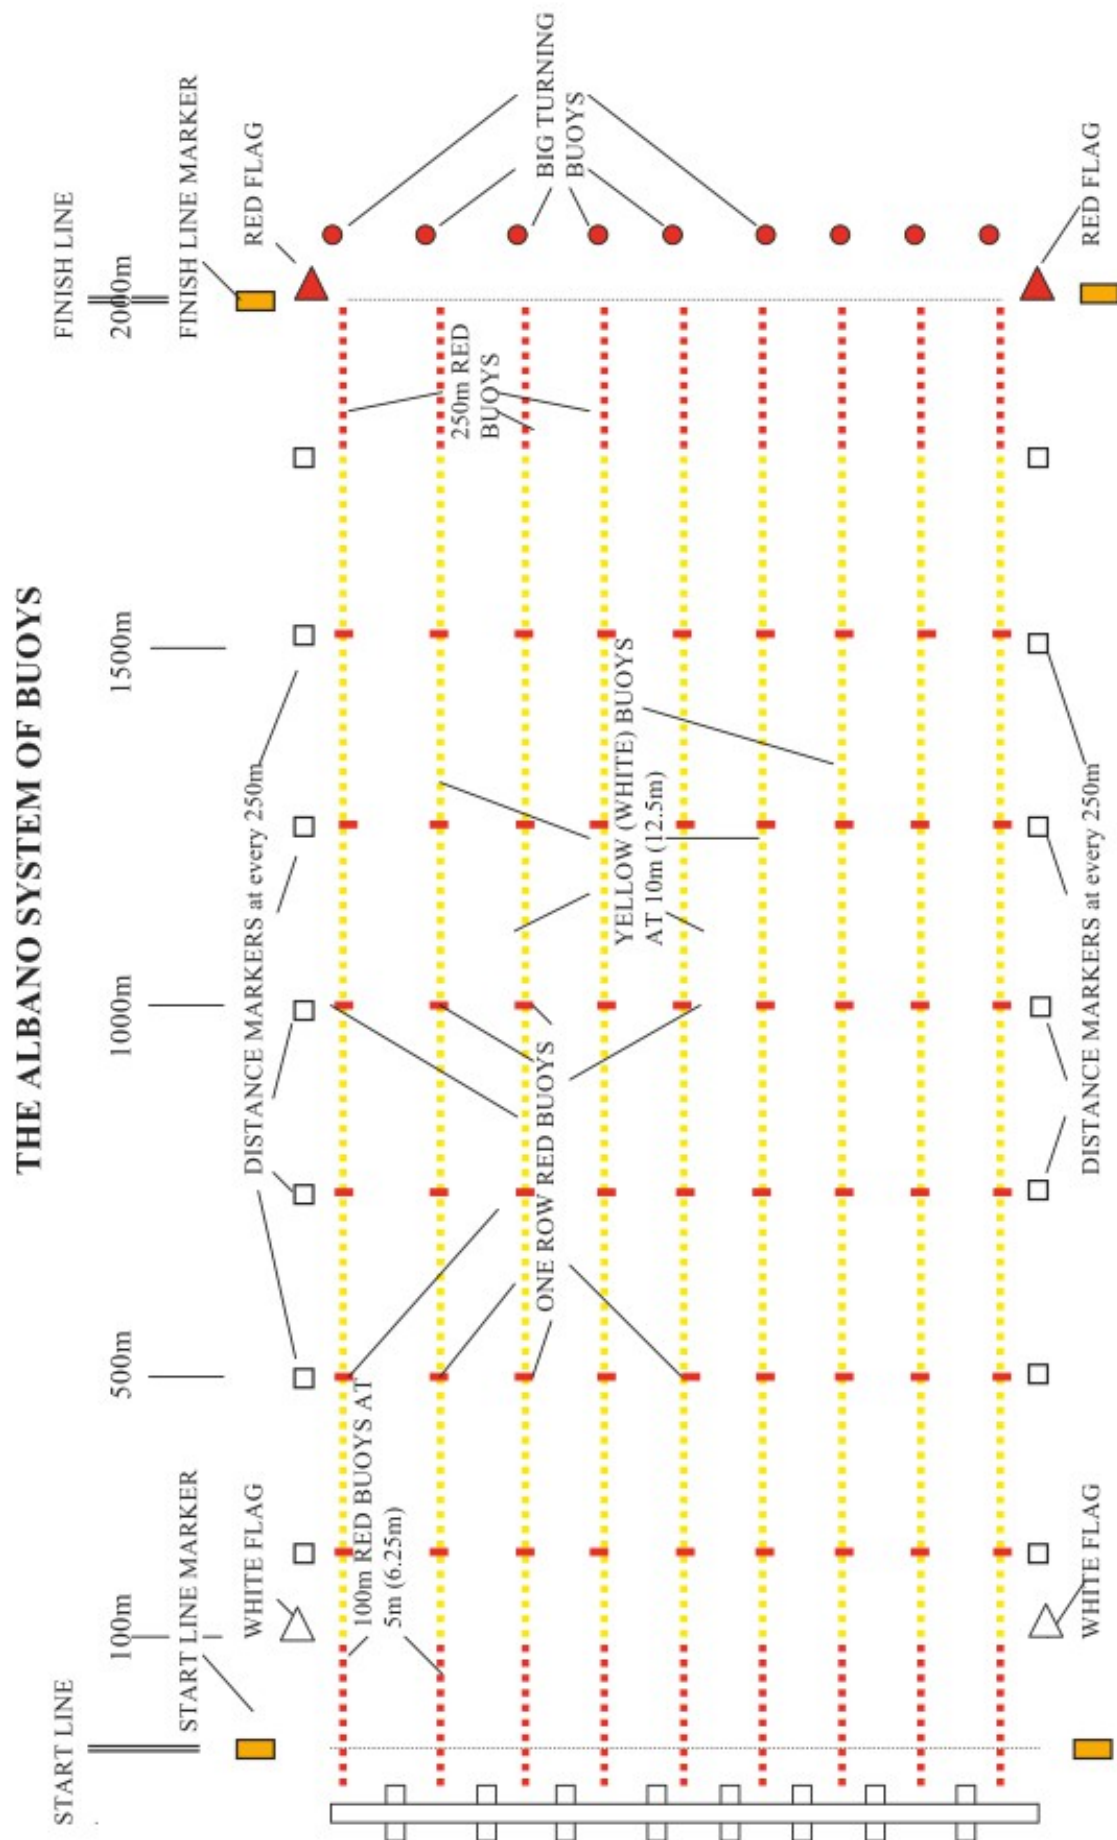 THE ALBANO SYSTEM OF BUOYS
START LINE
FINISH LINE
100m
500m
1000m
1500m
2000m
START LINE MARKER
FINISH LINE MARKER
WHITE FLAG
DISTANCE MARKERS at every 250m
RED FLAG
100m RED BUOYS AT
5m (6.25m)
ONE ROW RED BUOYS
YELLOW (WHITE) BUOYS
AT 10m (12.5m)
250m RED
BUOYS
BIG TURNING
BUOYS
WHITE FLAG
DISTANCE MARKERS at every 250m
RED FLAG